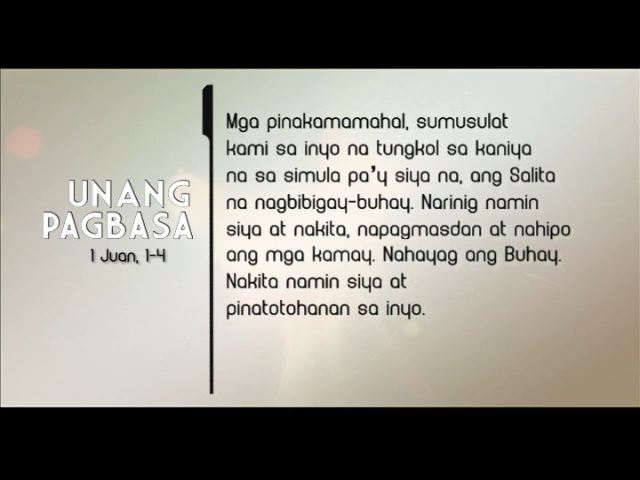 UNANG
PAGBASA
1 Juan, 1-4
Mga pinakamamahal, sumusulat
kami sa inyo na tungkol sa kaniya
na sa simula pa'y siya na, ang Salita
na nagbibigay-buhay. Narinig namin
siya at nakita, napagmasdan at nahipo
ang mga kamay. Nahayag ang Buhay.
Nakita namin siya at
pinatotohanan sa inyo.